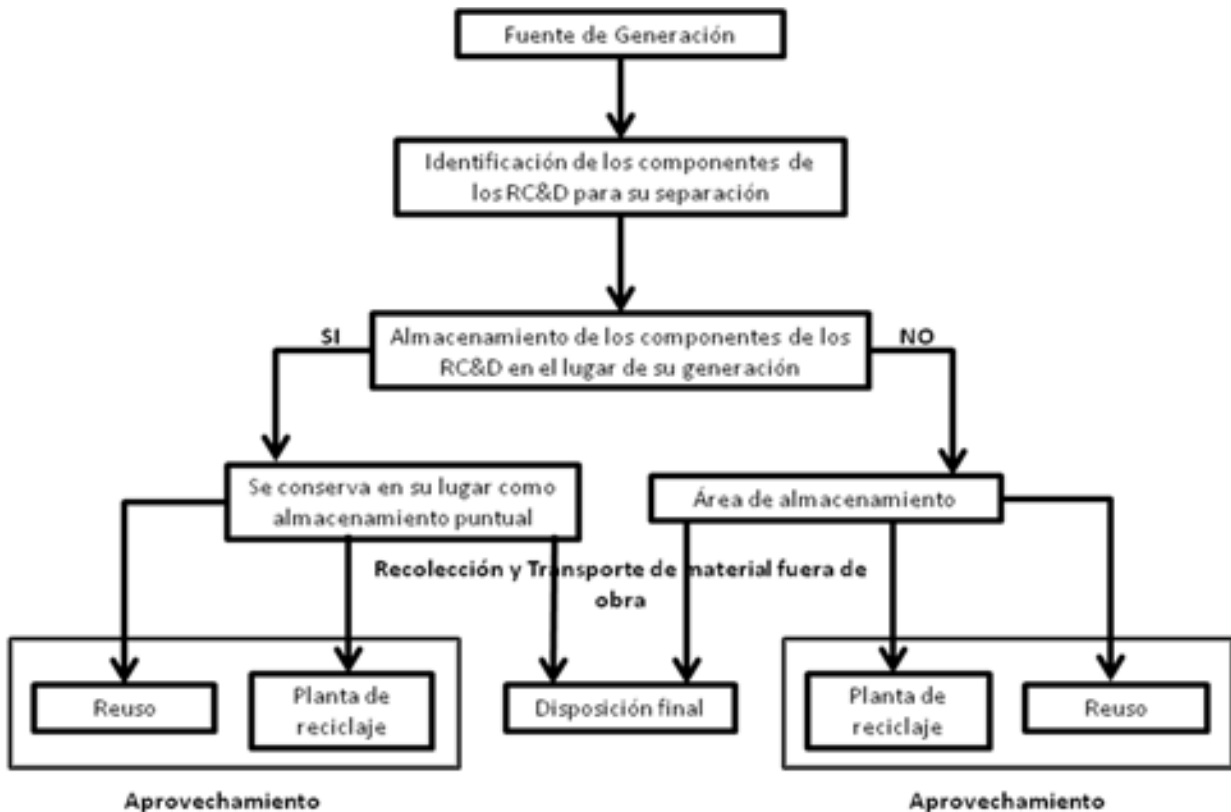 Fuente de Generación
Identificación de los componentes de
los RC&D para su separación
SI
Almacenamiento de los componentes de los
RC&D en el lugar de su generación
NO
Se conserva en su lugar como
almacenamiento puntual
Área de almacenamiento
Recolección y Transporte de material fuera de
obra
Reuso
Planta de
reciclaje
Disposición final
Planta de
reciclaje
Reuso
Aprovechamiento
Aprovechamiento